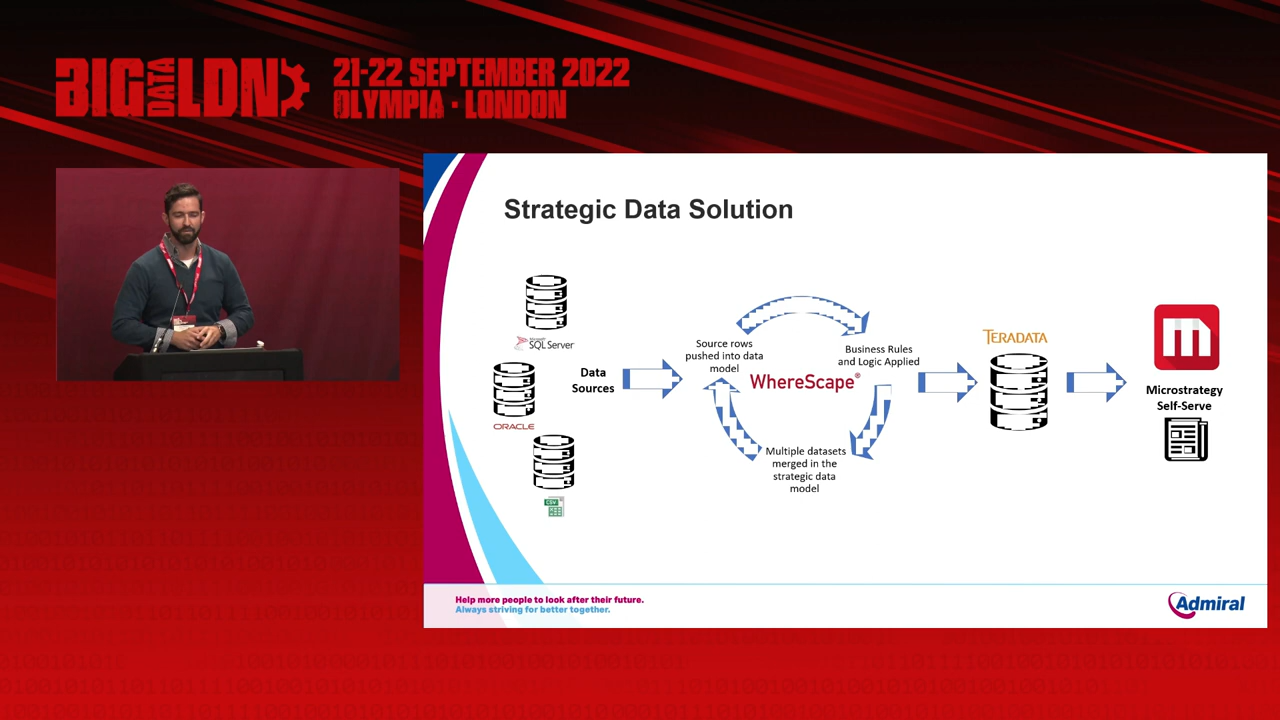 BIG DATA LDN
21-22 SEPTEMBER 2022
OLYMPIA · LONDON
Strategic Data Solution
Microsoft
SQL Server
ORACLE
CSV
Data
Sources
Source rows
pushed into data
model
WhereScape®
Business Rules
and Logic Applied
Multiple datasets
merged in the
strategic data
model
TERADATA
Microstrategy
Self-Serve
Help more people to look after their future.
Always striving for better together.
Admiral